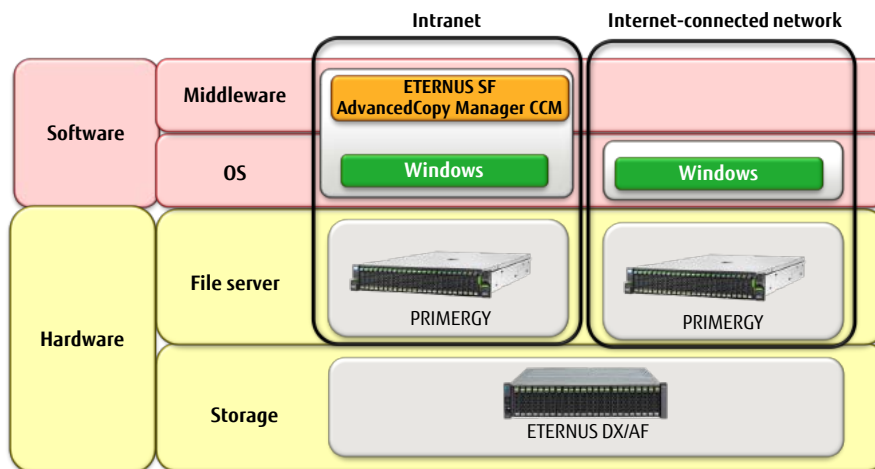 Intranet
Internet-connected network
Software
Middleware
ETERNUS SF
AdvancedCopy Manager CCM
OS
Windows
Windows
Hardware
File server
PRIMERGY
PRIMERGY
Storage
ETERNUS DX/AF